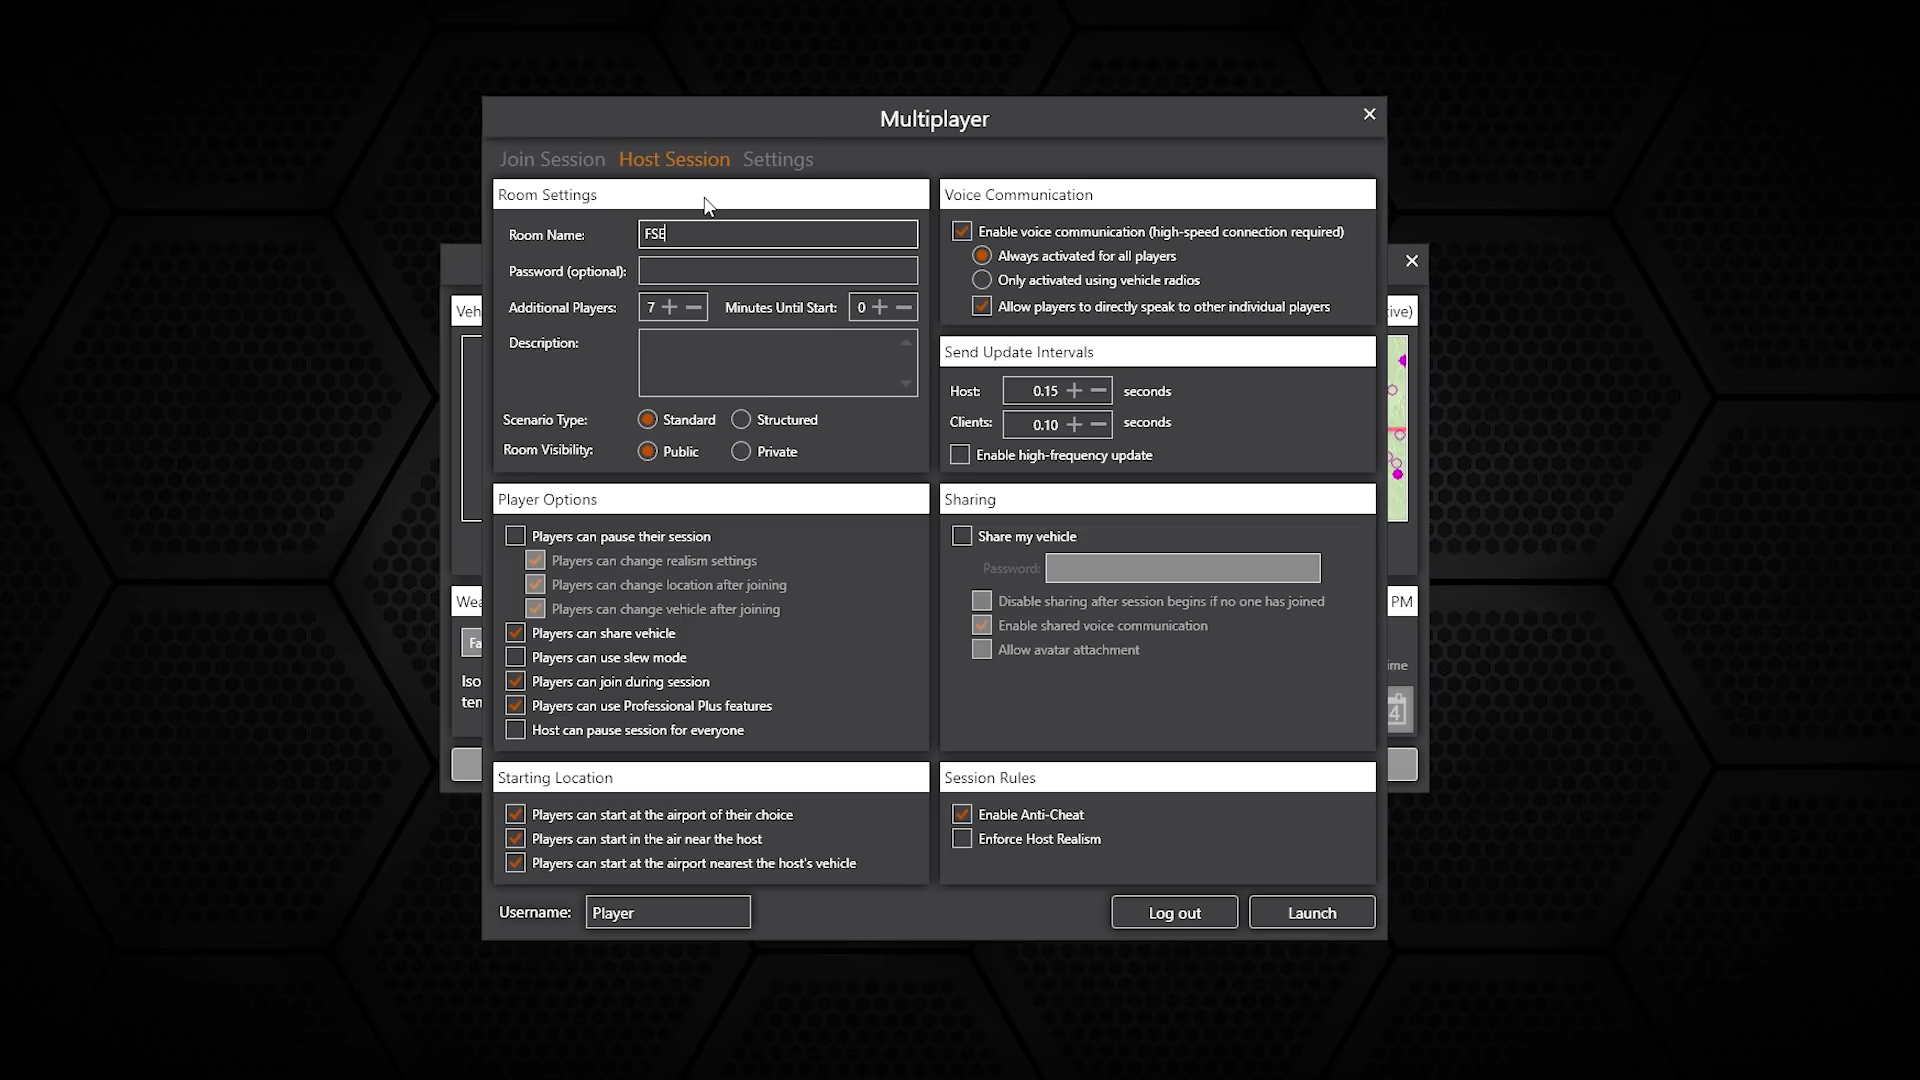 Multiplayer
Join Session Host Session Settings
Room Settings
Room Name: FSE
Password (optional):
Additional Players: 7 Minutes Until Start: 0
Description:
Scenario Type: Standard Structured
Room Visibility: Public Private
Player Options
Players can pause their session
Players can change realism settings
Players can change location after joining
Players can change vehicle after joining
Players can share vehicle
Players can use slew mode
Players can join during session
Players can use Professional Plus features
Host can pause session for everyone
Starting Location
Players can start at the airport of their choice
Players can start in the air near the host
Players can start at the airport nearest the host's vehicle
Voice Communication
Enable voice communication (high-speed connection required)
Always activated for all players
Only activated using vehicle radios
Allow players to directly speak to other individual players
Send Update Intervals
Host: 0.15 seconds
Clients: 0.10 seconds
Enable high-frequency update
Sharing
Share my vehicle
Password:
Disable sharing after session begins if no one has joined
Enable shared voice communication
Allow avatar attachment
Session Rules
Enable Anti-Cheat
Enforce Host Realism
Username: Player
Log out Launch
Veh
Wea
Fa
Iso
ten
tive)
PM
ime
4